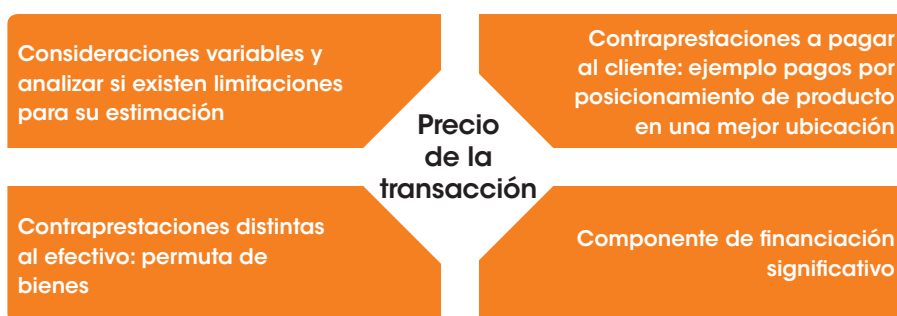 Consideraciones variables y
analizar si existen limitaciones
para su estimación
Contraprestaciones a pagar
al cliente: ejemplo pagos por
posicionamiento de producto
en una mejor ubicación
Precio
de la
transacción
Contraprestaciones distintas
al efectivo: permuta de
bienes
Componente de financiación
significativo